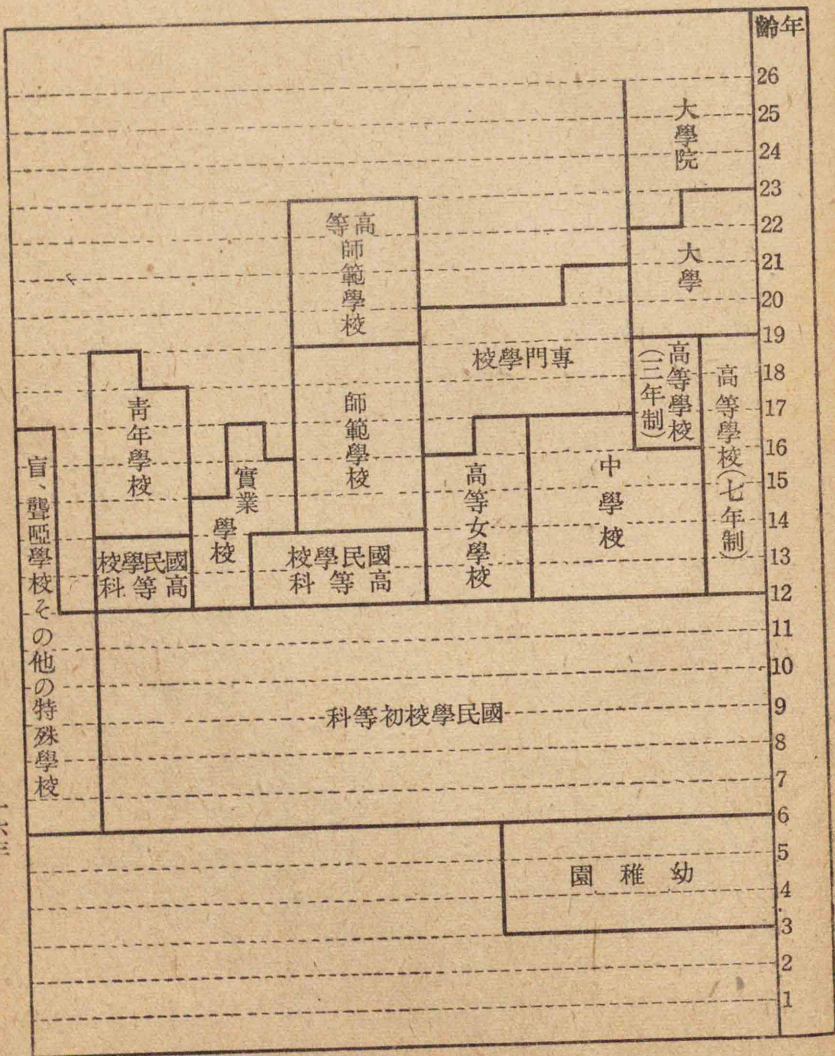 年齡
26
25
24
23
22
21
20
19
18
17
16
15
14
13
12
11
10
9
8
7
6
5
4
3
2
1
大學院
大學
高等學校(七年制)
高等學校
(三年制)
專門學校
中學校
高等女學校
高等
師範學校
師範學校
國民學校
高等科
實業
學校
靑年學校
國民學校
高等科
盲、聾啞學校その他の特殊學校
國民學校初等科
幼稚園